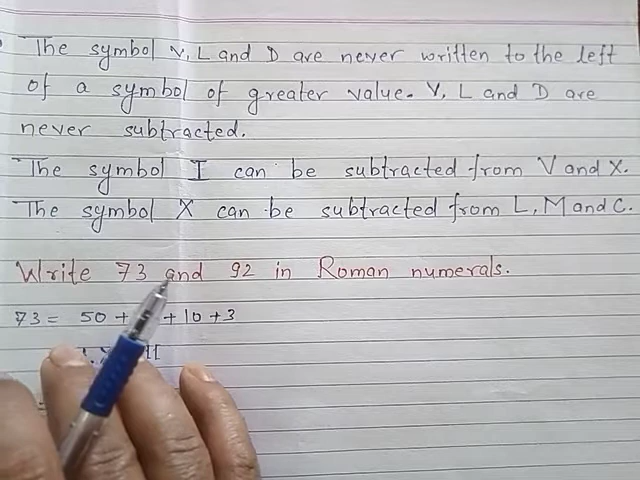 The symbol V, L and D are never written to the left
of a symbol of greater value. V, L and D are
never subtracted.
The symbol I can be subtracted from V and X.
The symbol X can be subtracted from L, M and C.
Write 73 and 92 in Roman numerals.
73 = 50 + + 10 + 3